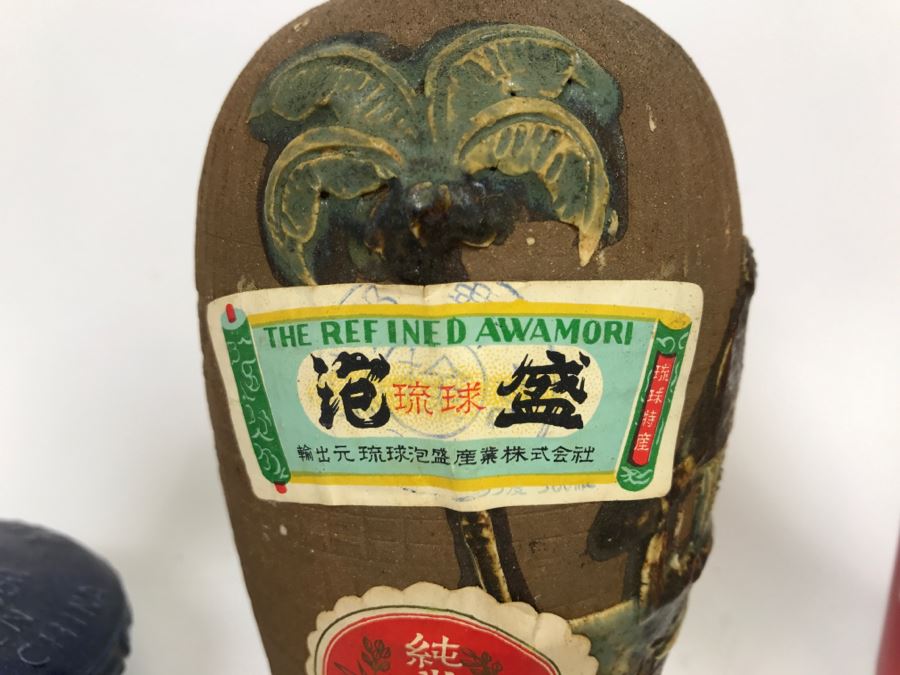 THE REFINED AWAMORI
泡 琉球 盛
琉球特産
輸出元 琉球泡盛産業株式会社
純
CHINA